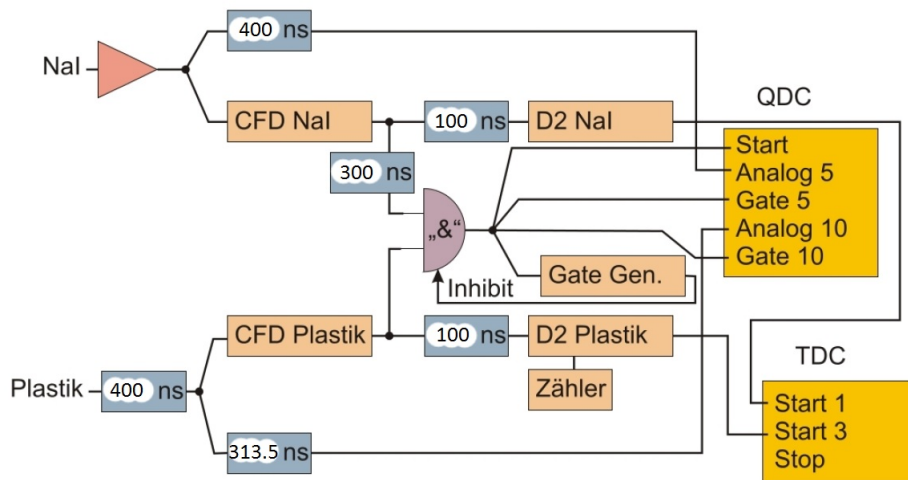 400 ns
NaI
QDC
CFD NaI
100 ns
D2 NaI
Start
Analog 5
Gate 5
Analog 10
Gate 10
300 ns
„&“
Gate Gen.
Inhibit
CFD Plastik
100 ns
D2 Plastik
TDC
Plastik
400 ns
Zähler
Start 1
Start 3
Stop
313.5 ns